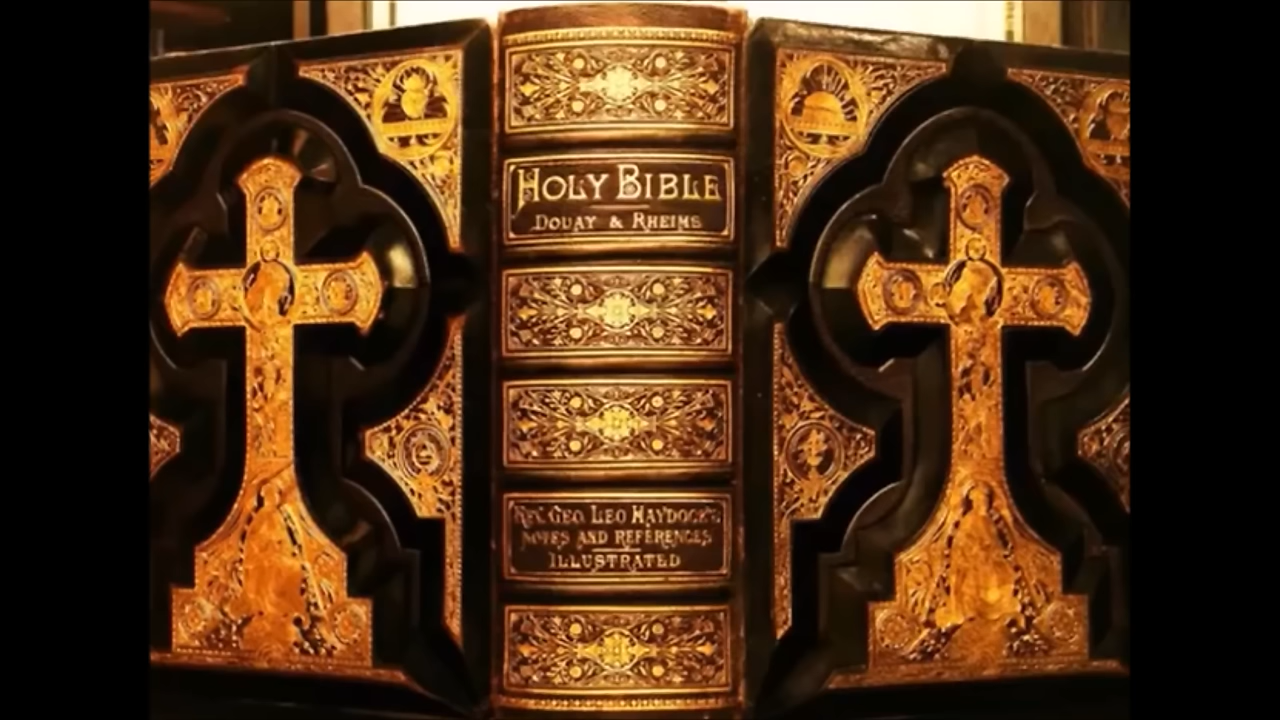 HOLY BIBLE
DOUAY & RHEIMS
REV. GEO. LEO HAYDOCK'S
NOTES AND REFERENCES
ILLUSTRATED